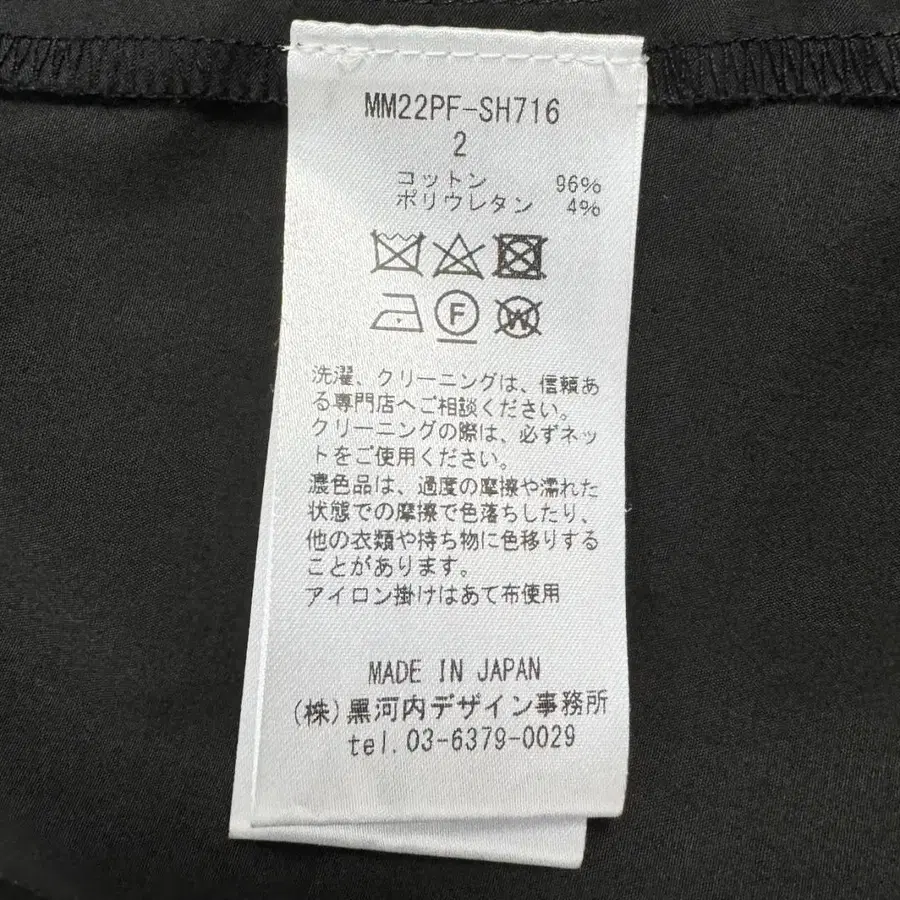 MM22PF-SH716
2
コットン 96%
ポリウレタン 4%
F
W
洗濯、クリーニングは、信頼あ
る専門店へご相談ください。
クリーニングの際は、必ずネッ
トをご使用ください。
濃色品は、過度の摩擦や濡れた
状態での摩擦で色落ちしたり、
他の衣類や持ち物に色移りする
ことがあります。
アイロン掛けはあて布使用
MADE IN JAPAN
(株)黒河内デザイン事務所
tel.03-6379-0029